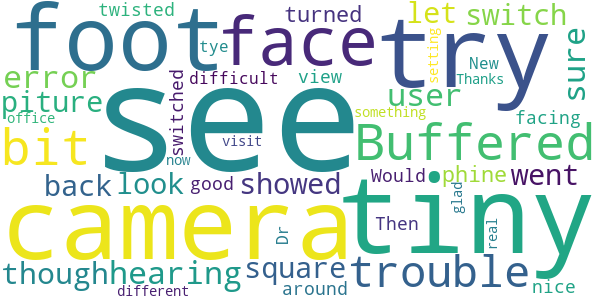 twisted
turned
let
switch
foot
face
try
sure
tye
setting
error
difficult
view
New
Thanks
piture
switched
user
office
something
facing
bit
see
visit
Buffered
now
back
look
good
showed
Would
phine
went
camera
tiny
glad
Dr
Then
real
though
hearing
square
trouble
different
around
nice